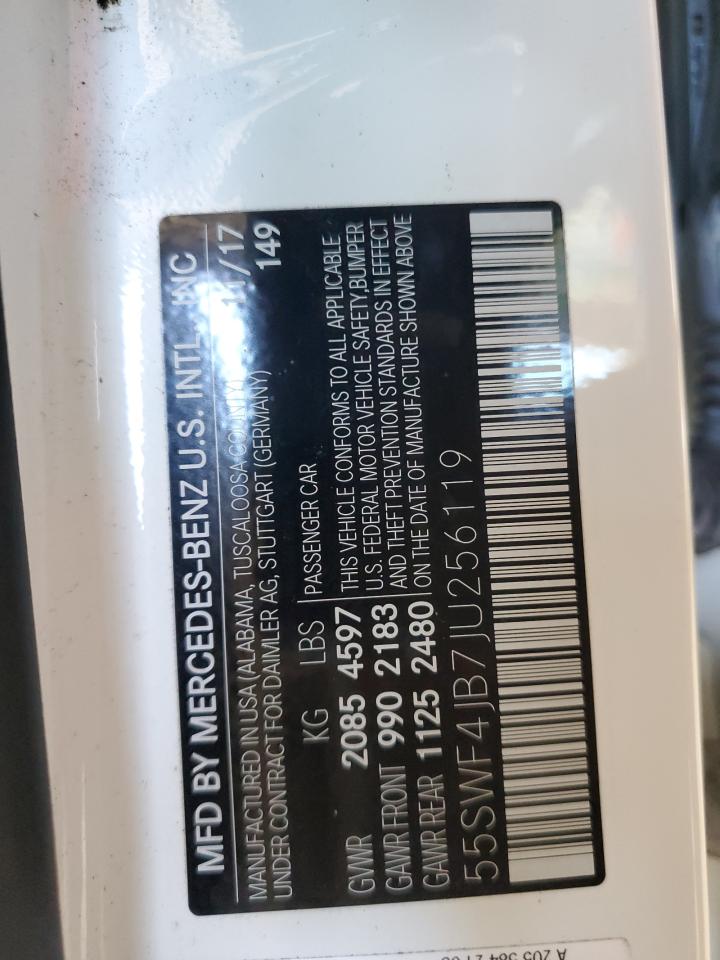 MFD BY MERCEDES-BENZ U.S. INTL. INC
MANUFACTURED IN USA (ALABAMA, TUSCALOOSA COUNTY) 11/17
UNDER CONTRACT FOR DAIMLER AG, STUTTGART (GERMANY) 149
KG LBS PASSENGER CAR
GVWR 2085 4597 THIS VEHICLE CONFORMS TO ALL APPLICABLE
GAWR FRONT 990 2183 U.S. FEDERAL MOTOR VEHICLE SAFETY,BUMPER
GAWR REAR 1125 2480 AND THEFT PREVENTION STANDARDS IN EFFECT
ON THE DATE OF MANUFACTURE SHOWN ABOVE
55SWF4JB7JU256119